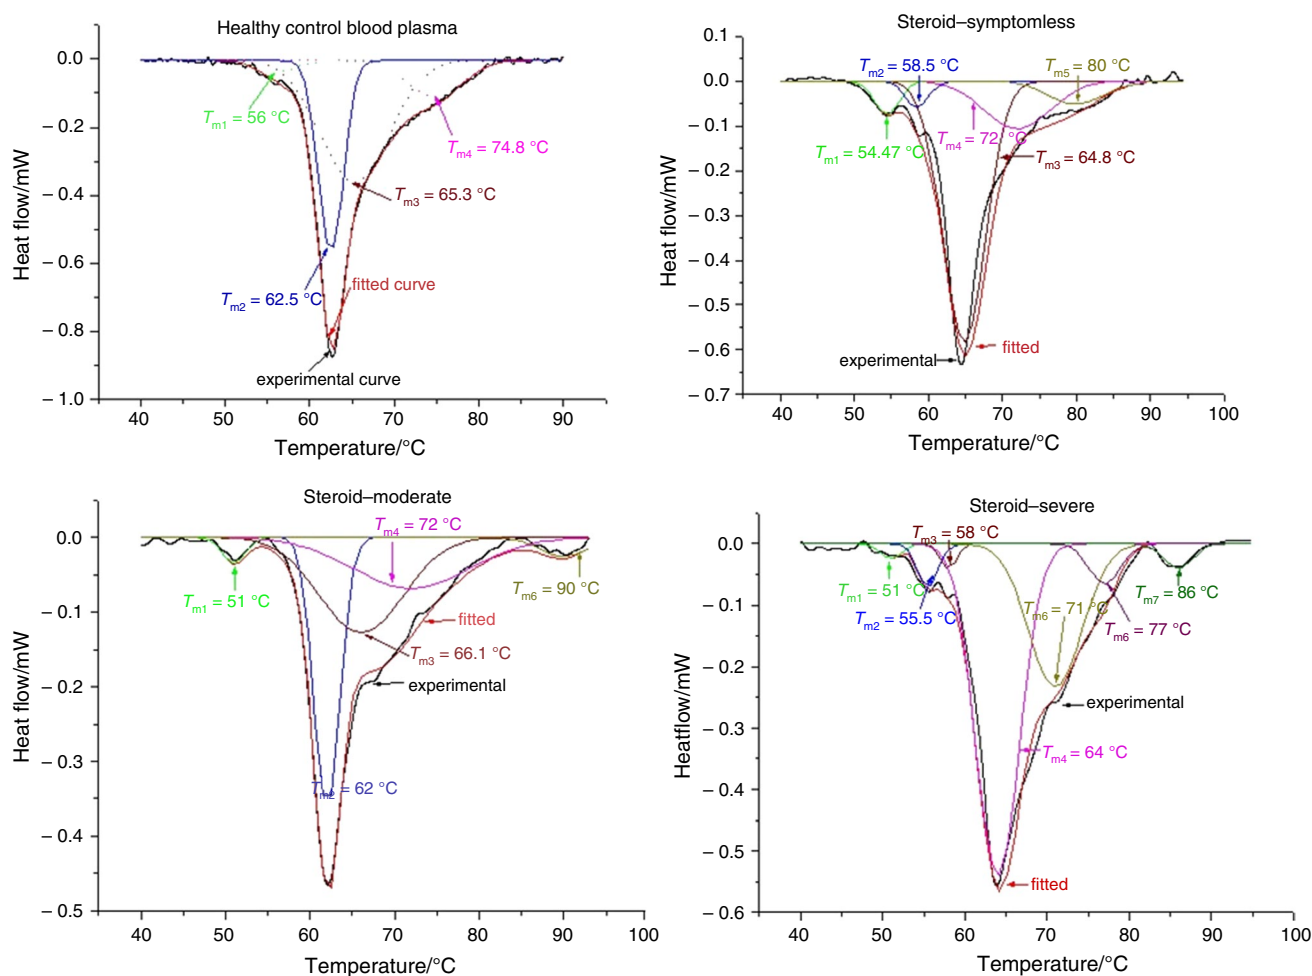 Healthy control blood plasma
0.0
– 0.2
– 0.4
– 0.6
– 0.8
– 1.0
Heat flow/mW
Tm1 = 56 °C
Tm4 = 74.8 °C
Tm3 = 65.3 °C
fitted curve
Tm2 = 62.5 °C
experimental curve
40 50 60 70 80 90
Temperature/°C
Steroid–symptomless
0.1
0.0
– 0.1
– 0.2
– 0.3
– 0.4
– 0.5
– 0.6
– 0.7
Heat flow/mW
Tm2 = 58.5 °C
Tm5 = 80 °C
Tm4 = 72 °C
Tm1 = 54.47 °C
Tm3 = 64.8 °C
fitted
experimental
40 50 60 70 80 90 100
Temperature/°C
Steroid–moderate
0.0
– 0.1
– 0.2
– 0.3
– 0.4
– 0.5
Heat flow/mW
Tm4 = 72 °C
Tm6 = 90 °C
Tm1 = 51 °C
fitted
Tm3 = 66.1 °C
experimental
Tm2 = 62 °C
40 50 60 70 80 90 100
Temperature/°C
Steroid–severe
0.0
– 0.1
– 0.2
– 0.3
– 0.4
– 0.5
– 0.6
Heatflow/mW
Tm3 = 58 °C
Tm1 = 51 °C
Tm7 = 86 °C
Tm6 = 71 °C
Tm2 = 55.5 °C
Tm6 = 77 °C
experimental
Tm4 = 64 °C
fitted
40 50 60 70 80 90 100
Temperature/°C